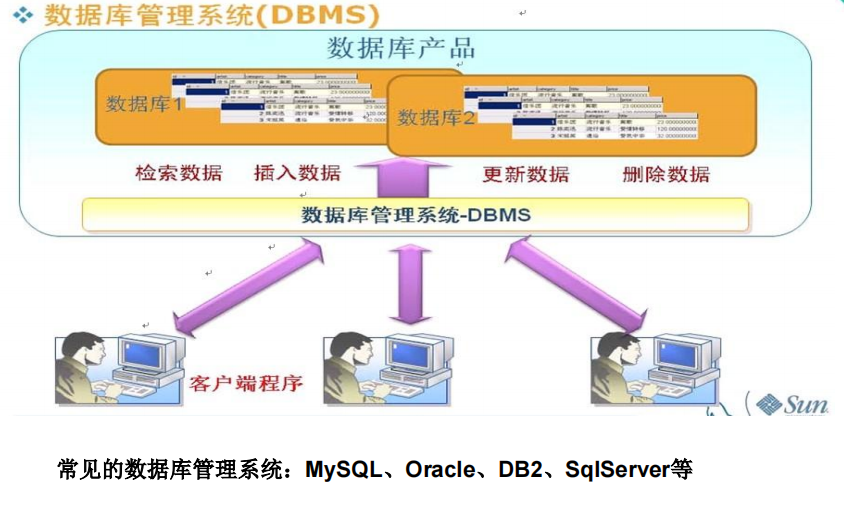 数据库管理系统(DBMS)
数据库产品
数据库1
数据库2
检索数据 插入数据 更新数据 删除数据
数据库管理系统-DBMS
客户端程序
Sun
常见的数据库管理系统：MySQL、Oracle、DB2、SqlServer等